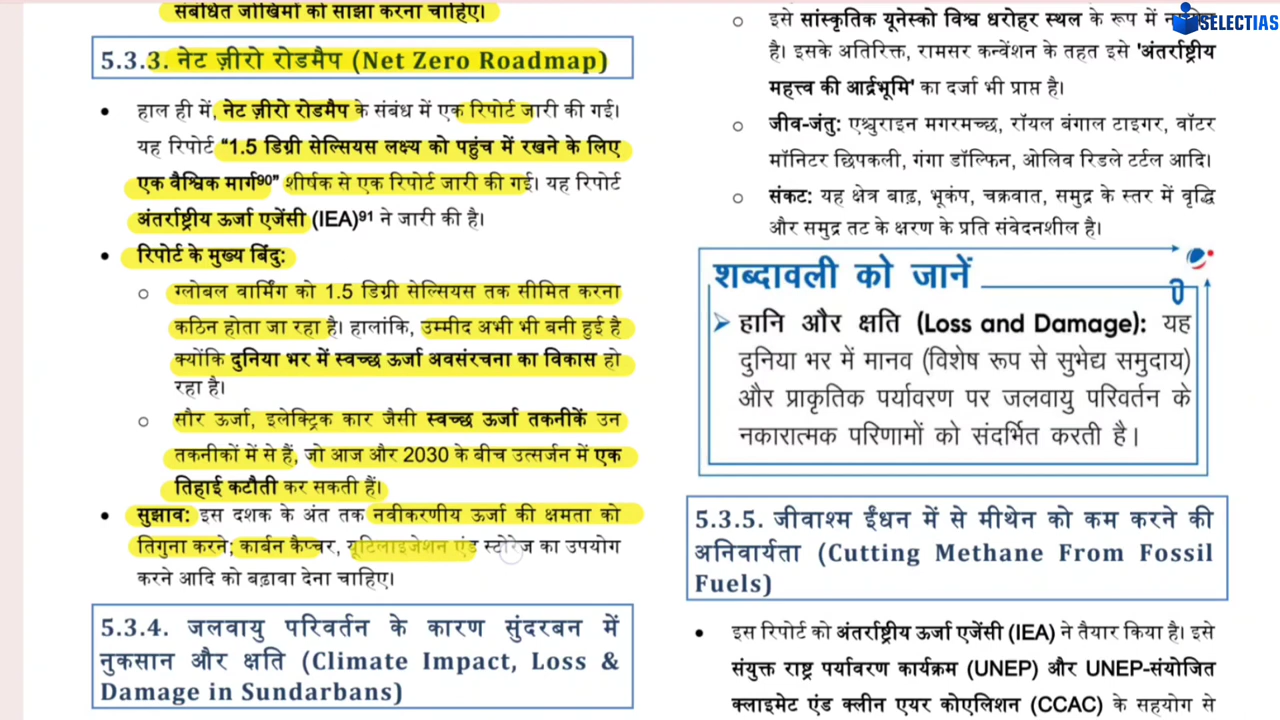 संबंधित जोखिमों को साझा करना चाहिए।
5.3.3. नेट ज़ीरो रोडमैप (Net Zero Roadmap)
• हाल ही में, नेट ज़ीरो रोडमैप के संबंध में एक रिपोर्ट जारी की गई।
यह रिपोर्ट "1.5 डिग्री सेल्सियस लक्ष्य को पहुंच में रखने के लिए
एक वैश्विक मार्ग⁹⁰" शीर्षक से एक रिपोर्ट जारी की गई। यह रिपोर्ट
अंतर्राष्ट्रीय ऊर्जा एजेंसी (IEA)⁹¹ ने जारी की है।
• रिपोर्ट के मुख्य बिंदु:
○ ग्लोबल वार्मिंग को 1.5 डिग्री सेल्सियस तक सीमित करना
कठिन होता जा रहा है। हालांकि, उम्मीद अभी भी बनी हुई है
क्योंकि दुनिया भर में स्वच्छ ऊर्जा अवसंरचना का विकास हो
रहा है।
○ सौर ऊर्जा, इलेक्ट्रिक कार जैसी स्वच्छ ऊर्जा तकनीकें उन
तकनीकों में से हैं, जो आज और 2030 के बीच उत्सर्जन में एक
तिहाई कटौती कर सकती हैं।
• सुझाव: इस दशक के अंत तक नवीकरणीय ऊर्जा की क्षमता को
तिगुना करने; कार्बन कैप्चर, यूटिलाइजेशन एंड स्टोरेज का उपयोग
करने आदि को बढ़ावा देना चाहिए।
5.3.4. जलवायु परिवर्तन के कारण सुंदरबन में
नुकसान और क्षति (Climate Impact, Loss &
Damage in Sundarbans)
○ इसे सांस्कृतिक यूनेस्को विश्व धरोहर स्थल के रूप में
है। इसके अतिरिक्त, रामसर कन्वेंशन के तहत इसे 'अंतर्राष्ट्रीय
महत्त्व की आर्द्रभूमि' का दर्जा भी प्राप्त है।
○ जीव-जंतु: एश्चुराइन मगरमच्छ, रॉयल बंगाल टाइगर, वॉटर
मॉनिटर छिपकली, गंगा डॉल्फिन, ओलिव रिडले टर्टल आदि।
○ संकट: यह क्षेत्र बाढ़, भूकंप, चक्रवात, समुद्र के स्तर में वृद्धि
और समुद्र तट के क्षरण के प्रति संवेदनशील है।
शब्दावली को जानें
➤ हानि और क्षति (Loss and Damage): यह
दुनिया भर में मानव (विशेष रूप से सुभेद्य समुदाय)
और प्राकृतिक पर्यावरण पर जलवायु परिवर्तन के
नकारात्मक परिणामों को संदर्भित करती है।
5.3.5. जीवाश्म ईंधन में से मीथेन को कम करने की
अनिवार्यता (Cutting Methane From Fossil
Fuels)
• इस रिपोर्ट को अंतर्राष्ट्रीय ऊर्जा एजेंसी (IEA) ने तैयार किया है। इसे
संयुक्त राष्ट्र पर्यावरण कार्यक्रम (UNEP) और UNEP-संयोजित
क्लाइमेट एंड क्लीन एयर कोएलिशन (CCAC) के सहयोग से
SELECTIAS